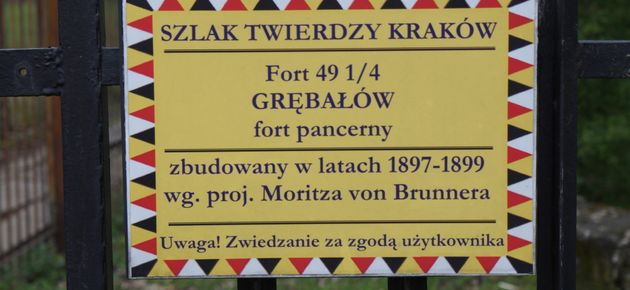 SZLAK TWIERDZY KRAKÓW
Fort 49 1/4
GRĘBAŁÓW
fort pancerny
zbudowany w latach 1897-1899
wg. proj. Moritza von Brunnera
Uwaga! Zwiedzanie za zgodą użytkownika